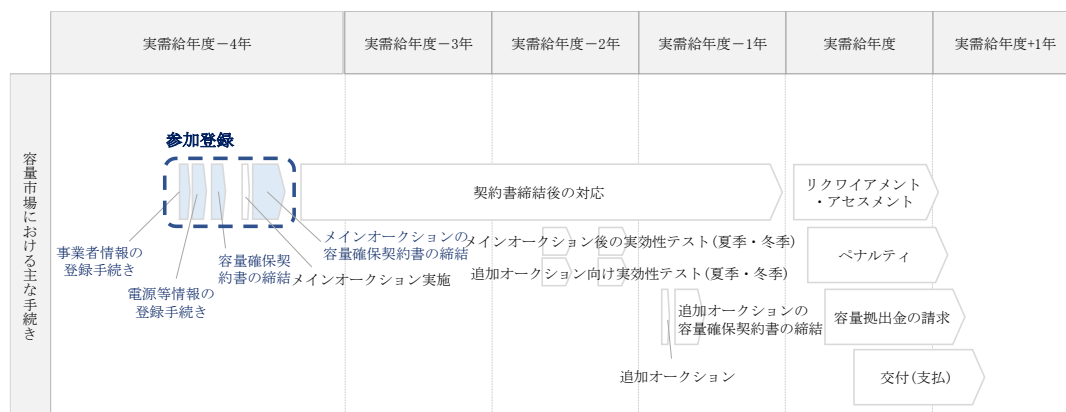 実需給年度－4年
実需給年度－3年
実需給年度－2年
実需給年度－1年
実需給年度
実需給年度+1年
容量市場における主な手続き
参加登録
契約書締結後の対応
リクワイアメント
・アセスメント
事業者情報の
登録手続き
電源等情報の
登録手続き
容量確保契
約書の締結
メインオークションの
容量確保契約書の締結
メインオークション実施
メインオークション後の実効性テスト(夏季・冬季)
追加オークション向け実効性テスト(夏季・冬季)
ペナルティ
追加オークションの
容量確保契約書の締結
追加オークション
容量拠出金の請求
交付(支払)